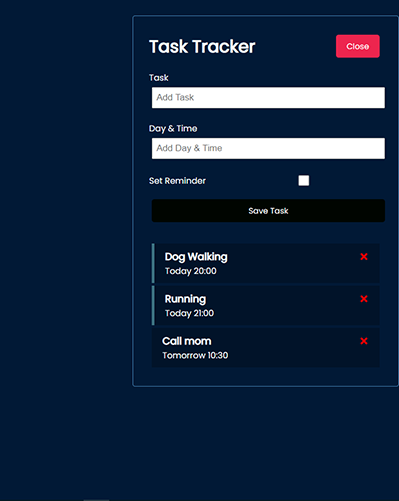 Task Tracker
Close
Task
Add Task
Day & Time
Add Day & Time
Set Reminder
Save Task
Dog Walking
Today 20:00
Running
Today 21:00
Call mom
Tomorrow 10:30